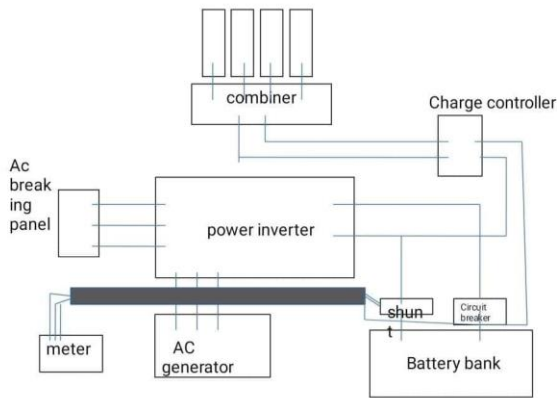 combiner
Charge controller
Ac
break
ing
panel
power inverter
shun
t
Circuit
breaker
meter
AC
generator
Battery bank